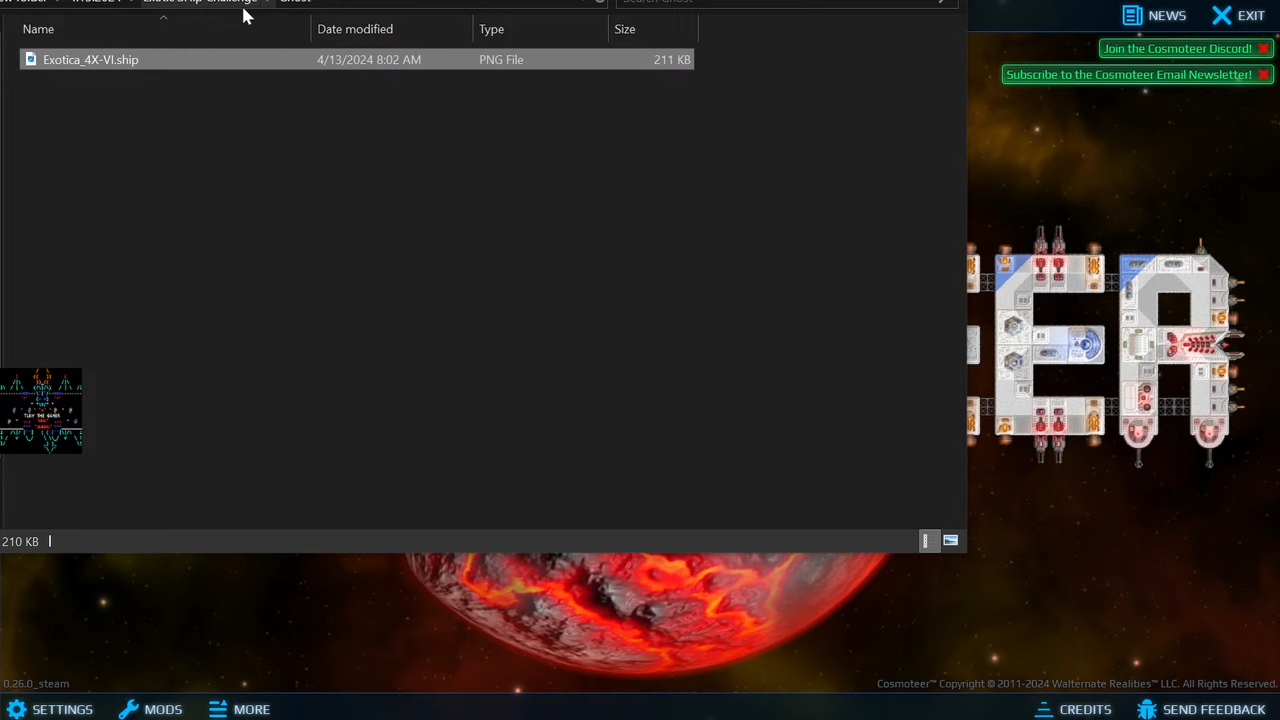 NEWS EXIT
Name Date modified Type Size
Join the Cosmoteer Discord!
Exotica_4X-VI.ship 4/13/2024 8:02 AM PNG File 211 KB
Subscribe to the Cosmoteer Email Newsletter!
ER
210 KB
0.26.0_steam
Cosmoteer™ Copyright © 2011-2024 Walternate Realities™ LLC. All Rights Reserved.
SETTINGS MODS MORE CREDITS SEND FEEDBACK